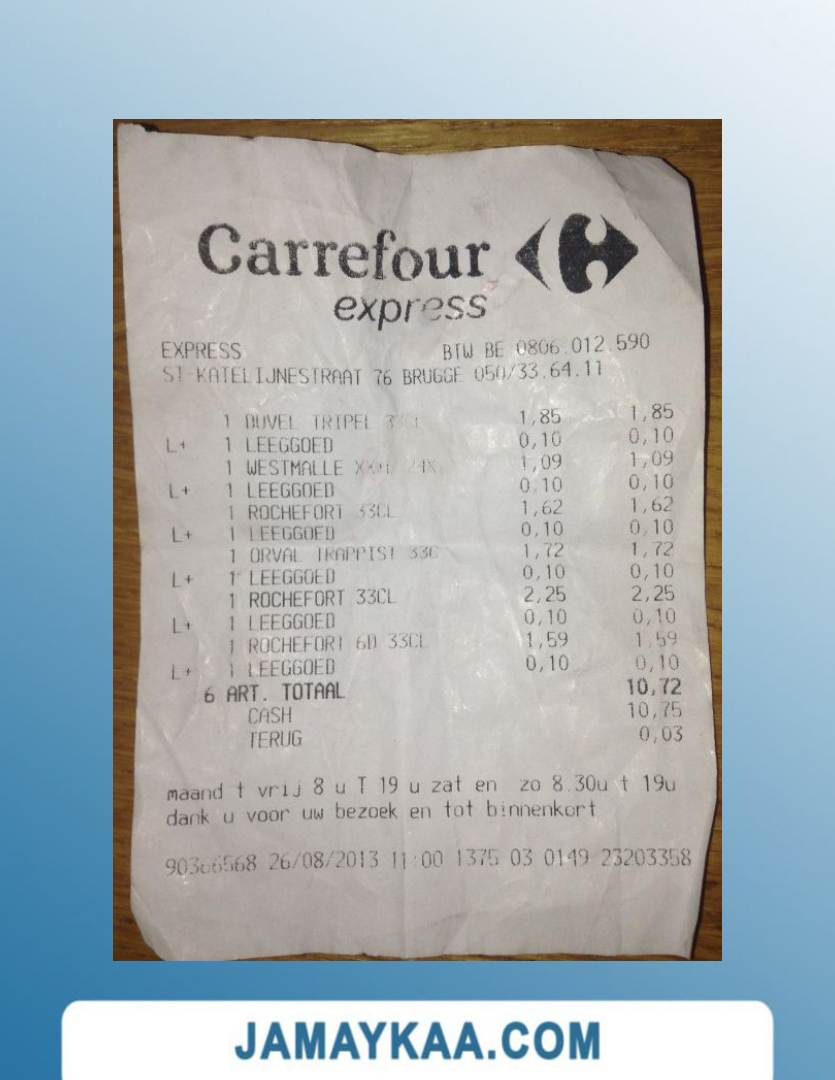 Carrefour
express
EXPRESS BTW BE 0806.012.590
ST-KATELIJNESTRAAT 76 BRUGGE 050/33.64.11
1 DUVEL TRIPEL 1,85 1,85
L+ 1 LEEGGOED 0,10 0,10
1 WESTMALLE 1,09 1,09
L+ 1 LEEGGOED 0,10 0,10
1 ROCHEFORT 33CL 1,62 1,62
L+ 1 LEEGGOED 0,10 0,10
1 ORVAL TRAPPIST 33C 1,72 1,72
L+ 1 LEEGGOED 0,10 0,10
1 ROCHEFORT 33CL 2,25 2,25
L+ 1 LEEGGOED 0,10 0,10
1 ROCHEFORT 6D 33CL 1,59 1,59
L+ 1 LEEGGOED 0,10 0,10
6 ART. TOTAAL 10,72
CASH 10,75
TERUG 0,03
maand t vrij 8 u T 19 u zat en zo 8.30u t 19u
dank u voor uw bezoek en tot binnenkort
26/08/2013 11:00 1375 03 0149 23203358
JAMAYKAA.COM